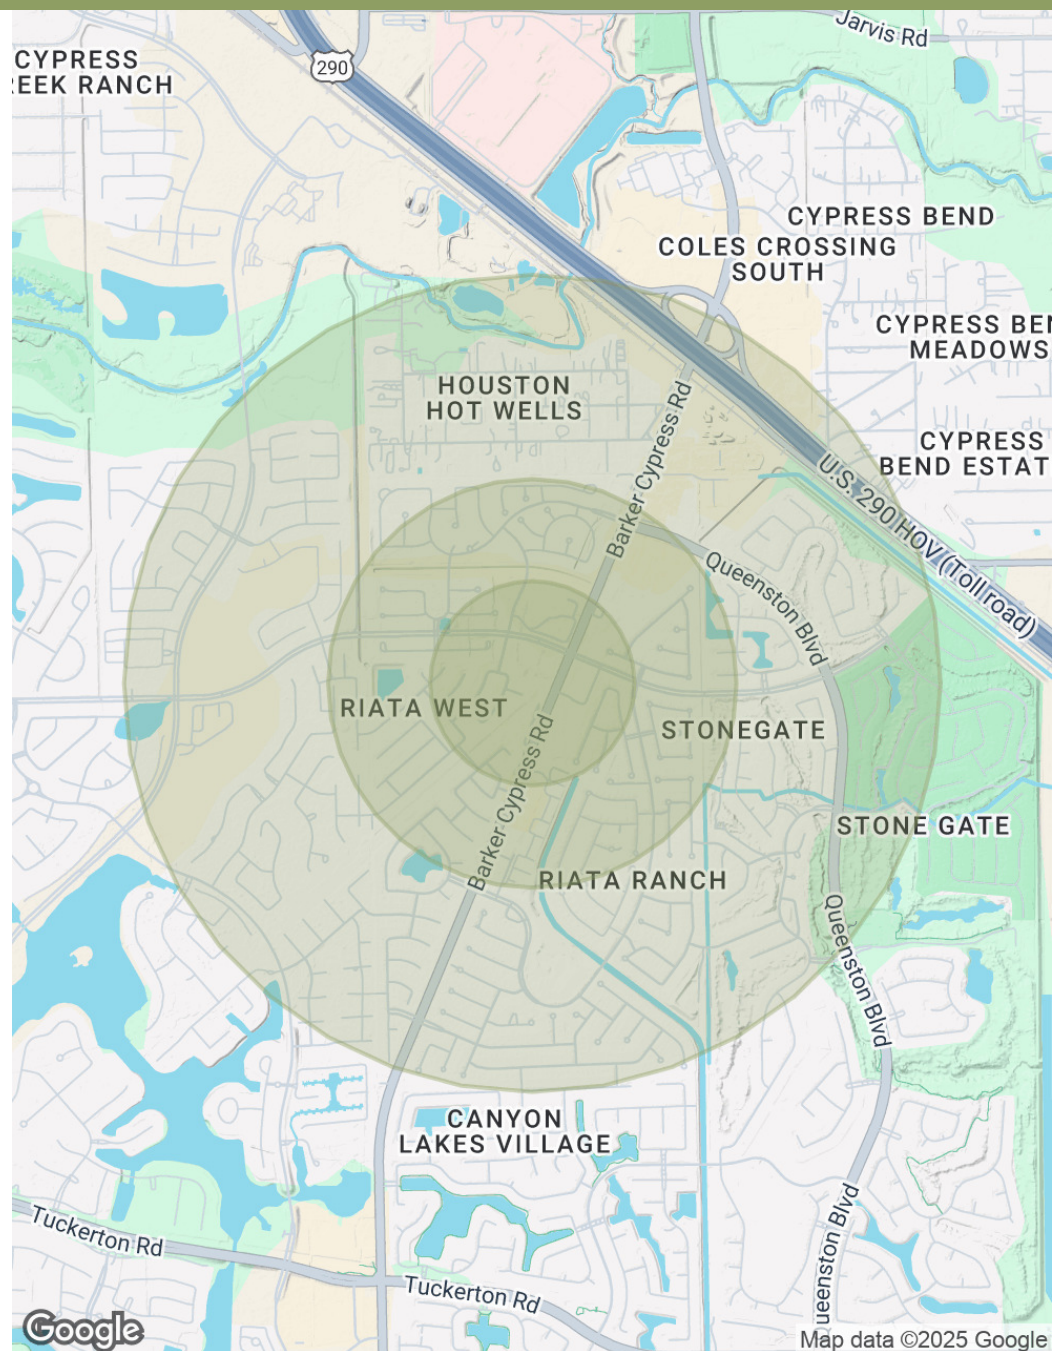 Jarvis Rd
CYPRESS
REEK RANCH
290
CYPRESS BEND
COLES CROSSING
SOUTH
CYPRESS BEN
MEADOWS
HOUSTON
HOT WELLS
Barker Cypress Rd
CYPRESS
BEND ESTAT
U.S. 290 HOV (Toll road)
Queenston Blvd
RIATA WEST
STONEGATE
Barker Cypress Rd
STONE GATE
RIATA RANCH
Queenston Blvd
CANYON
LAKES VILLAGE
Tuckerton Rd
Queenston Blvd
Tuckerton Rd
Google
Map data ©2025 Google